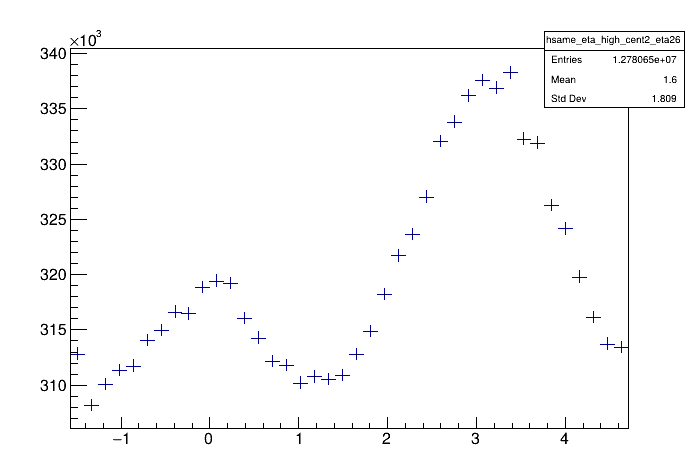 ×10³
hsame_eta_high_cent2_eta26
Entries 1.278065e+07
Mean 1.6
Std Dev 1.809
340
335
330
325
320
315
310
−1 0 1 2 3 4